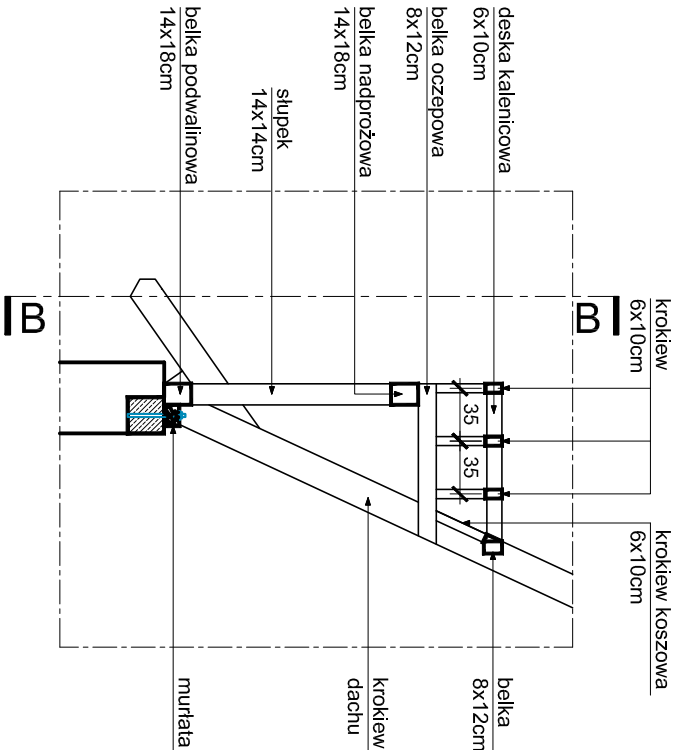 deska kalenicowa
6x10cm
belka oczepowa
8x12cm
belka nadprożowa
14x18cm
słupek
14x14cm
belka podwalinowa
14x18cm
krokiew
6x10cm
krokiew koszowa
6x10cm
B
B
35
35
belka
8x12cm
krokiew
dachu
murłata